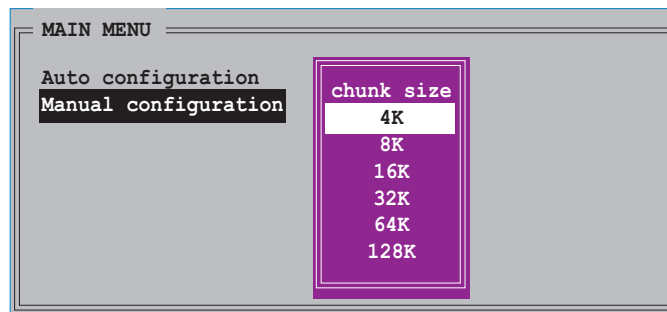 MAIN MENU
Auto configuration
Manual configuration
chunk size
4K
8K
16K
32K
64K
128K